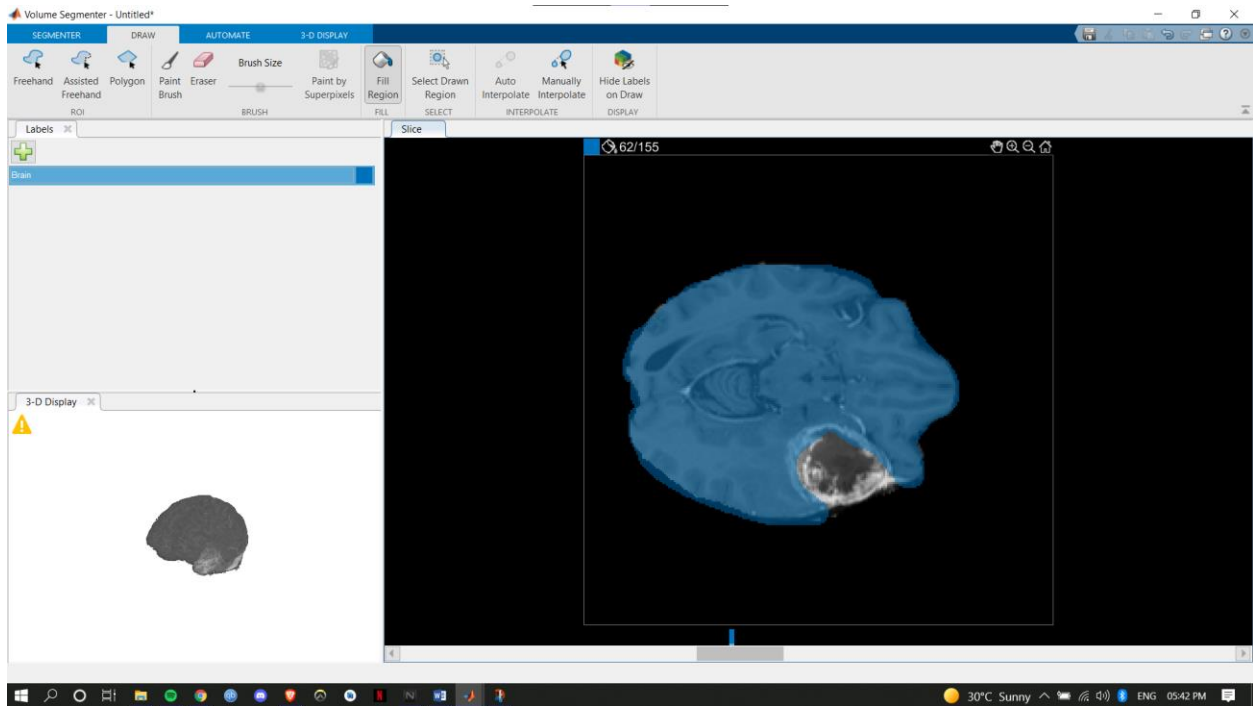 Volume Segmenter - Untitled*
SEGMENTER DRAW AUTOMATE 3-D DISPLAY
Freehand Assisted Freehand Polygon Paint Brush Eraser Brush Size Paint by Superpixels Fill Region Select Drawn Region Auto Interpolate Manually Interpolate Hide Labels on Draw
ROI BRUSH FILL SELECT INTERPOLATE DISPLAY
Labels
Slice
62/155
Brain
3-D Display
30°C Sunny ENG 05:42 PM